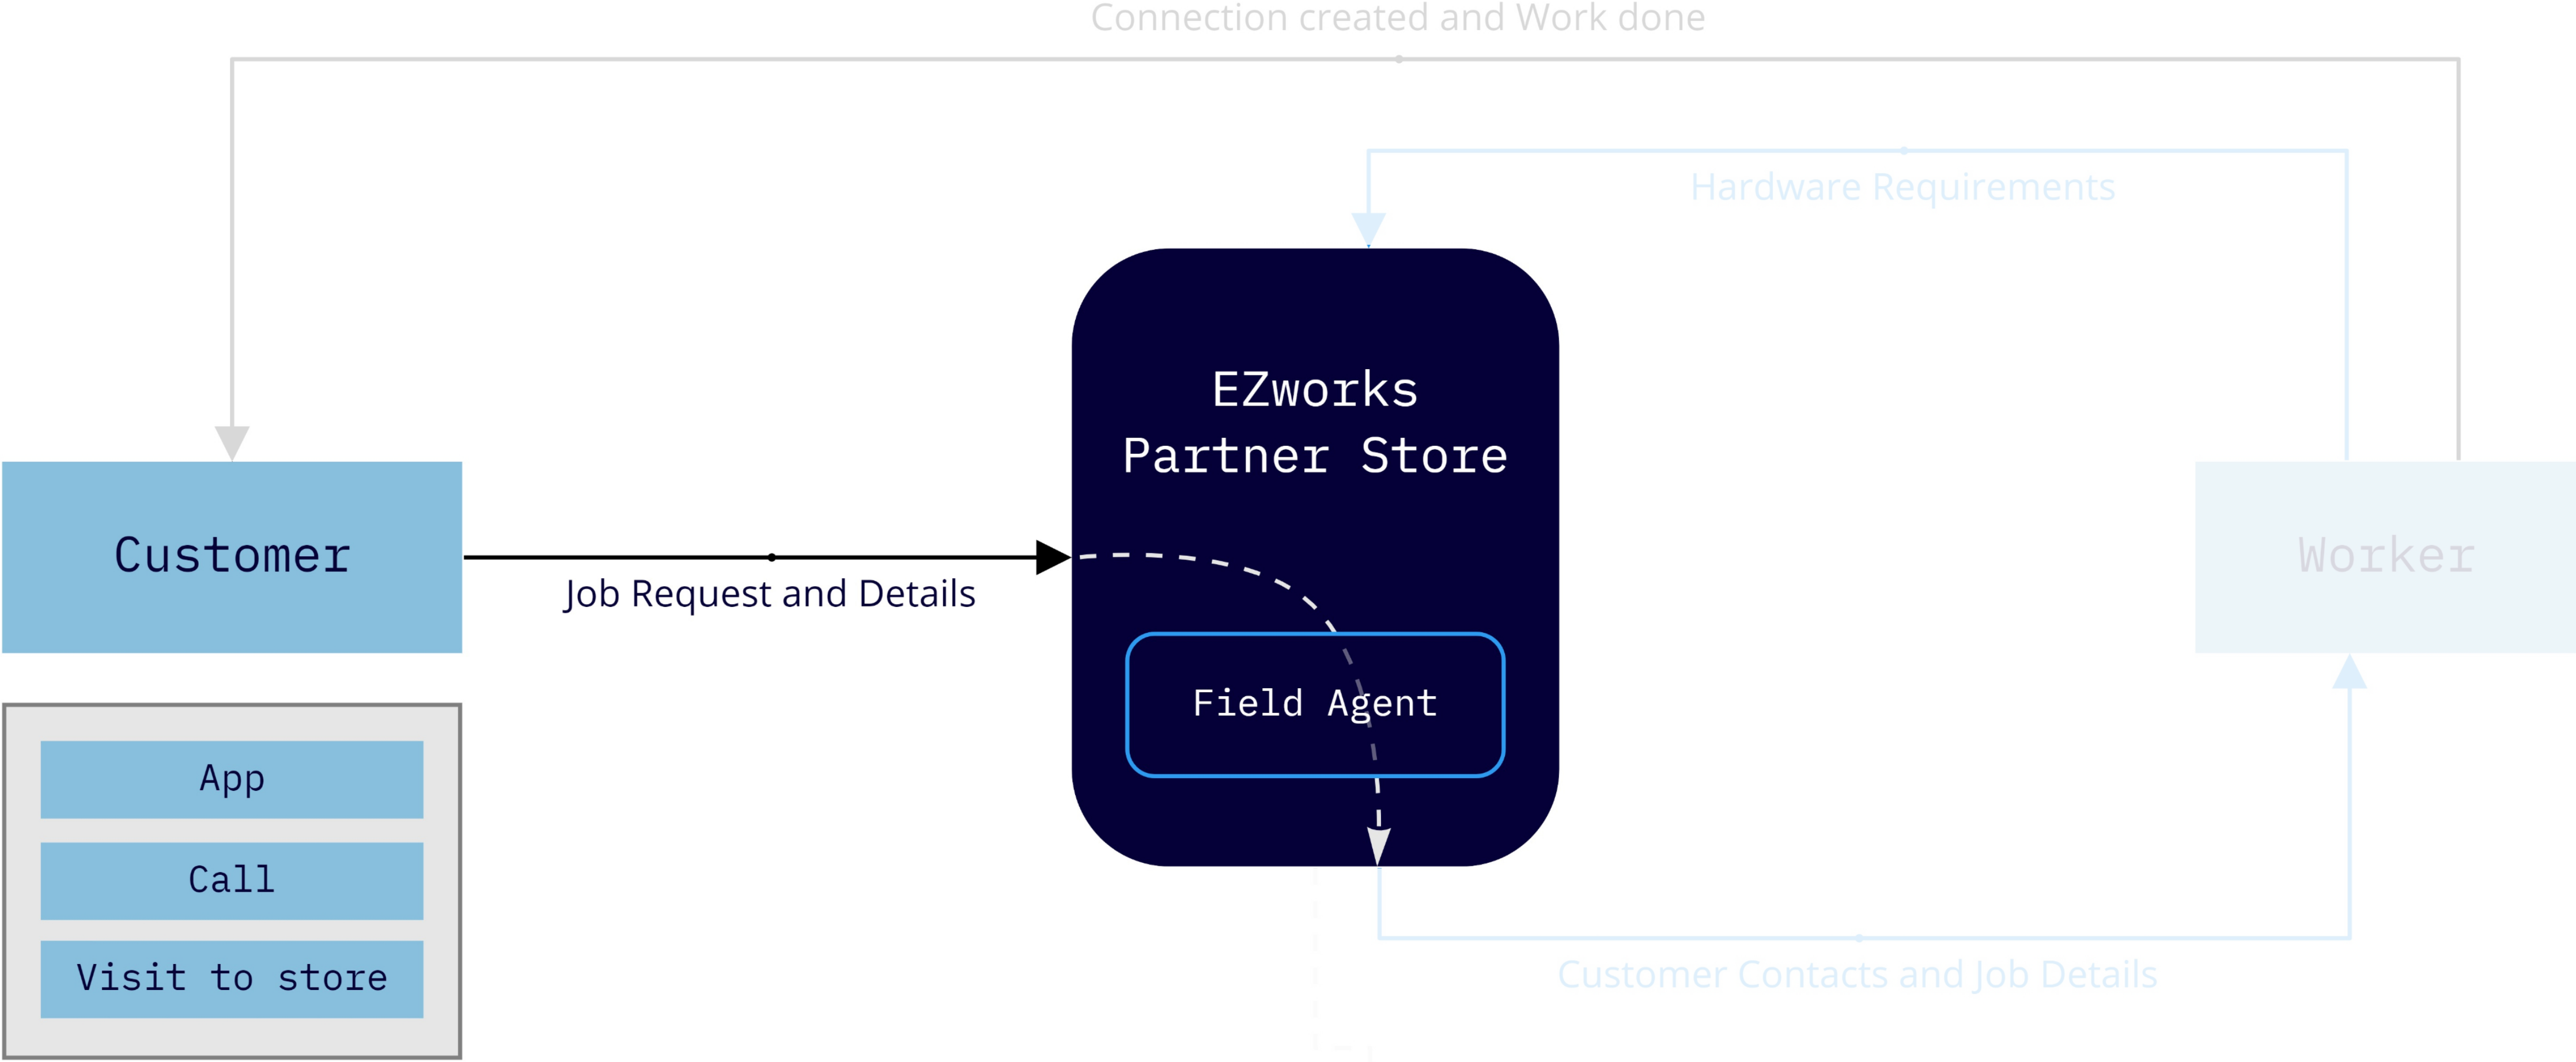 Connection created and Work done
Hardware Requirements
EZworks
Partner Store
Customer
Job Request and Details
Worker
Field Agent
App
Call
Visit to store
Customer Contacts and Job Details